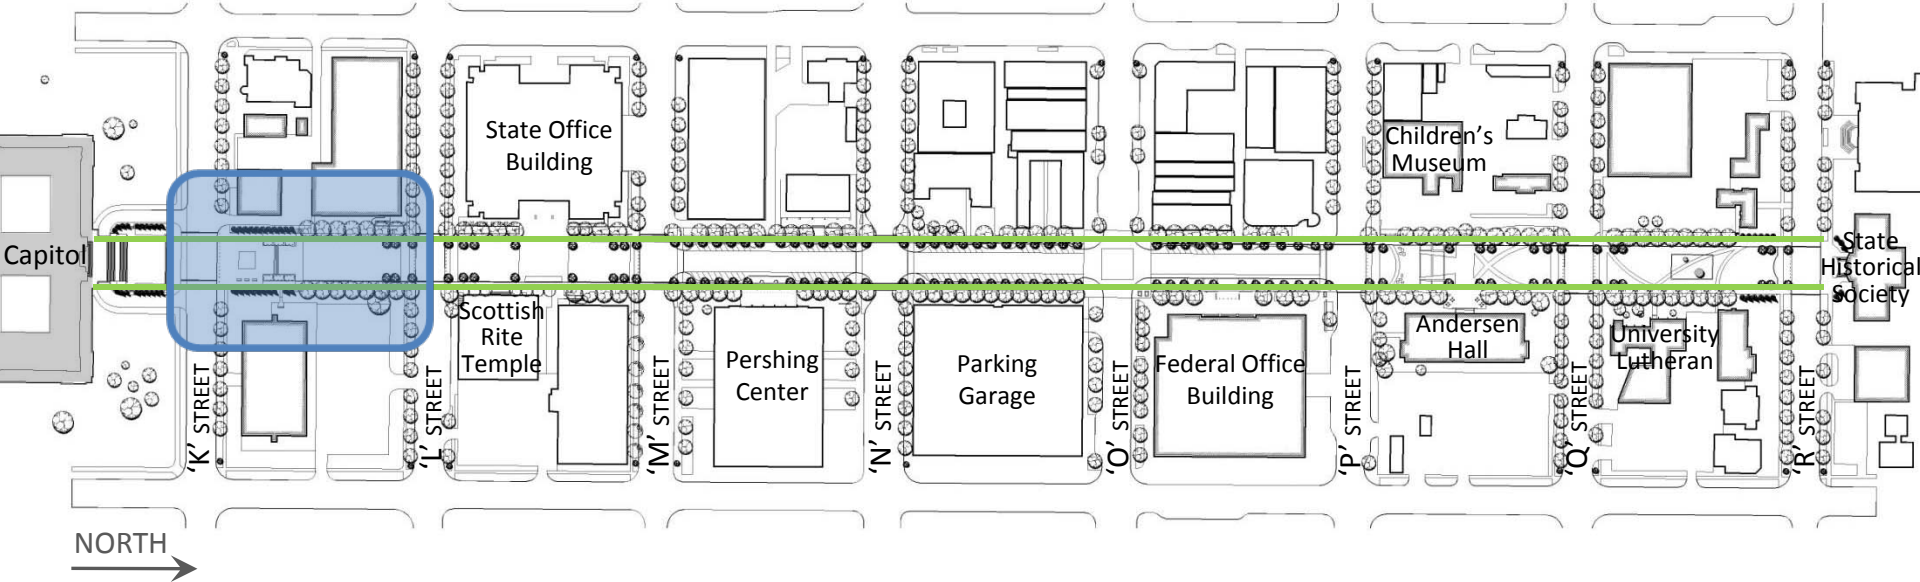 State Office
Building
Children's
Museum
Capitol
State
Historical
Society
Scottish
Rite
Temple
Pershing
Center
Parking
Garage
Federal Office
Building
Andersen
Hall
University
Lutheran
‘K’ STREET
‘L’ STREET
‘M’ STREET
‘N’ STREET
‘O’ STREET
‘P’ STREET
‘Q’ STREET
‘R’ STREET
NORTH